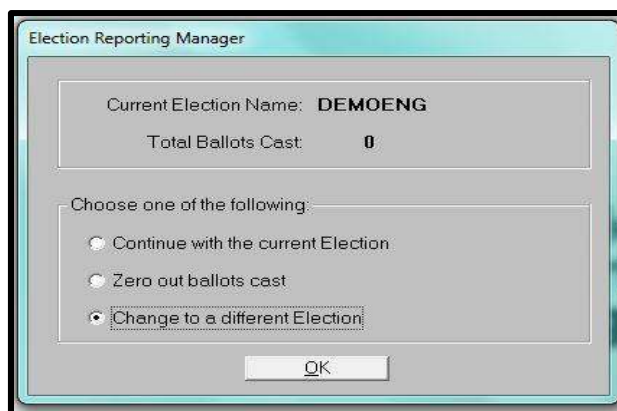 Election Reporting Manager
Current Election Name: DEMOENG
Total Ballots Cast: 0
Choose one of the following:
Continue with the current Election
Zero out ballots cast
Change to a different Election
OK